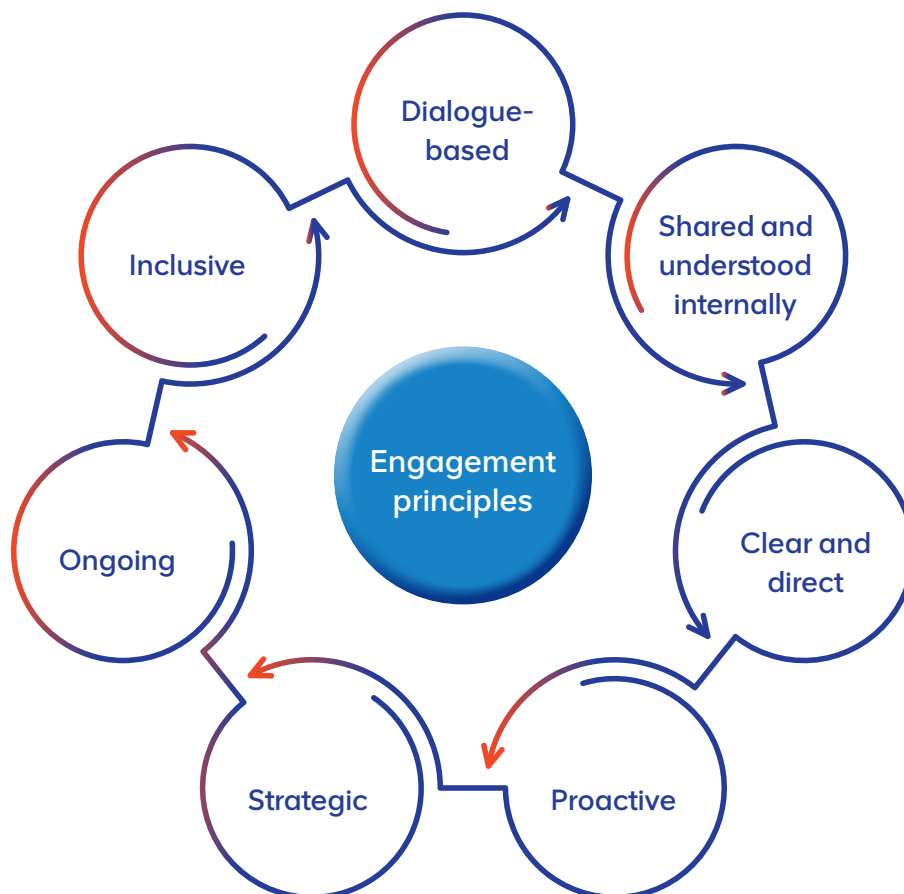 Dialogue-
based
Shared and
understood
internally
Clear and
direct
Proactive
Strategic
Ongoing
Inclusive
Engagement
principles